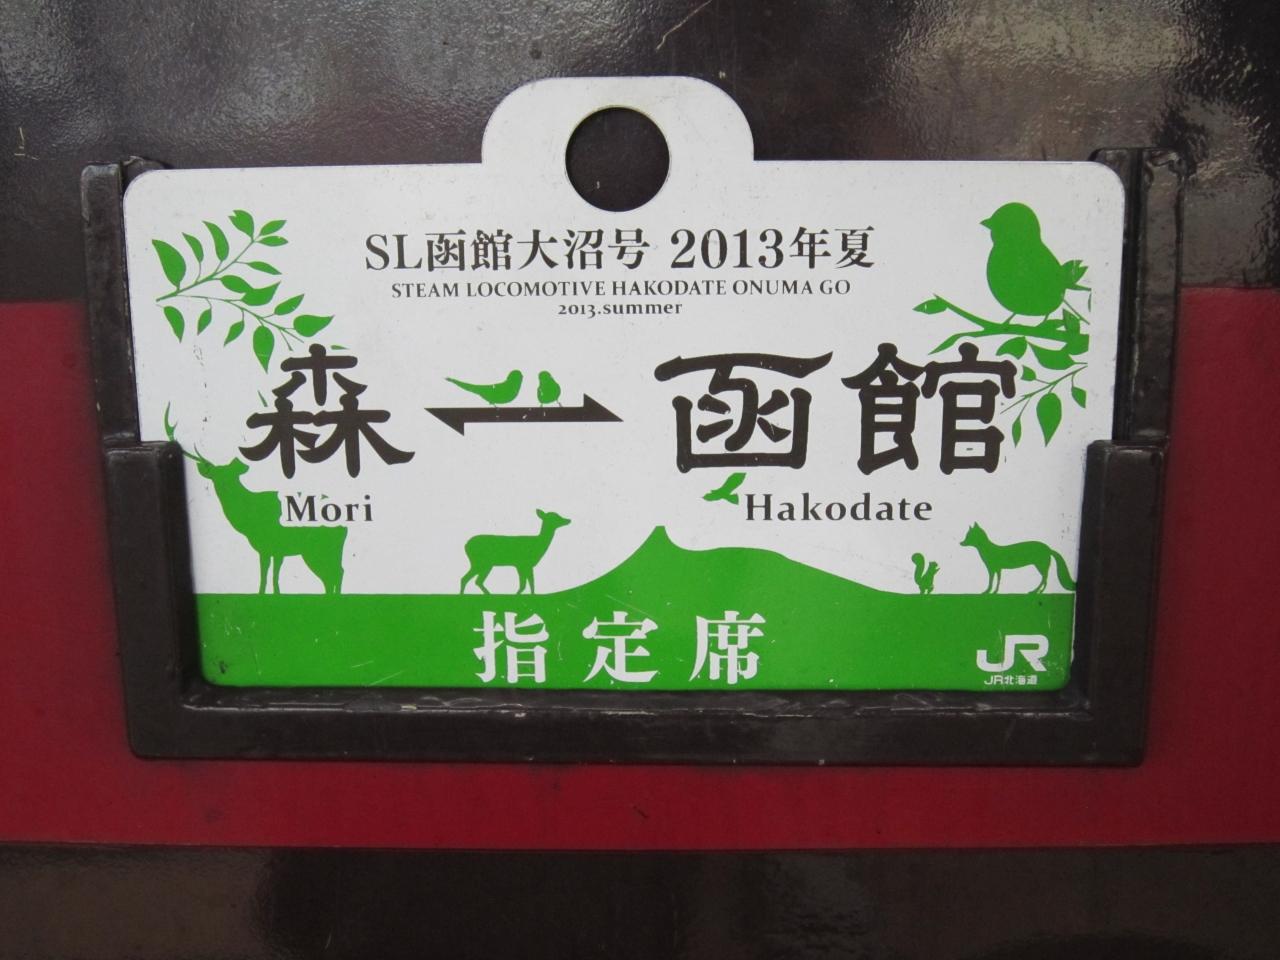 SL函館大沼号 2013年夏
STEAM LOCOMOTIVE HAKODATE ONUMA GO
2013.summer
森 ⇌ 函館
Mori Hakodate
指定席
JR
JR北海道